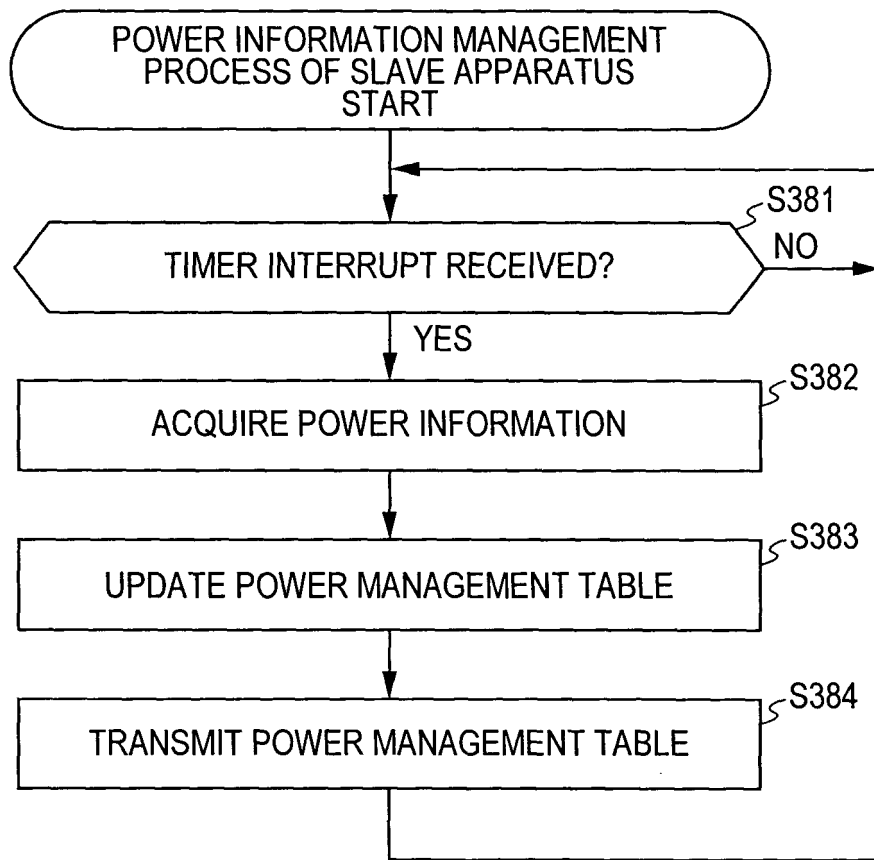 POWER INFORMATION MANAGEMENT
PROCESS OF SLAVE APPARATUS
START
S381
TIMER INTERRUPT RECEIVED?
NO
YES
S382
ACQUIRE POWER INFORMATION
S383
UPDATE POWER MANAGEMENT TABLE
S384
TRANSMIT POWER MANAGEMENT TABLE